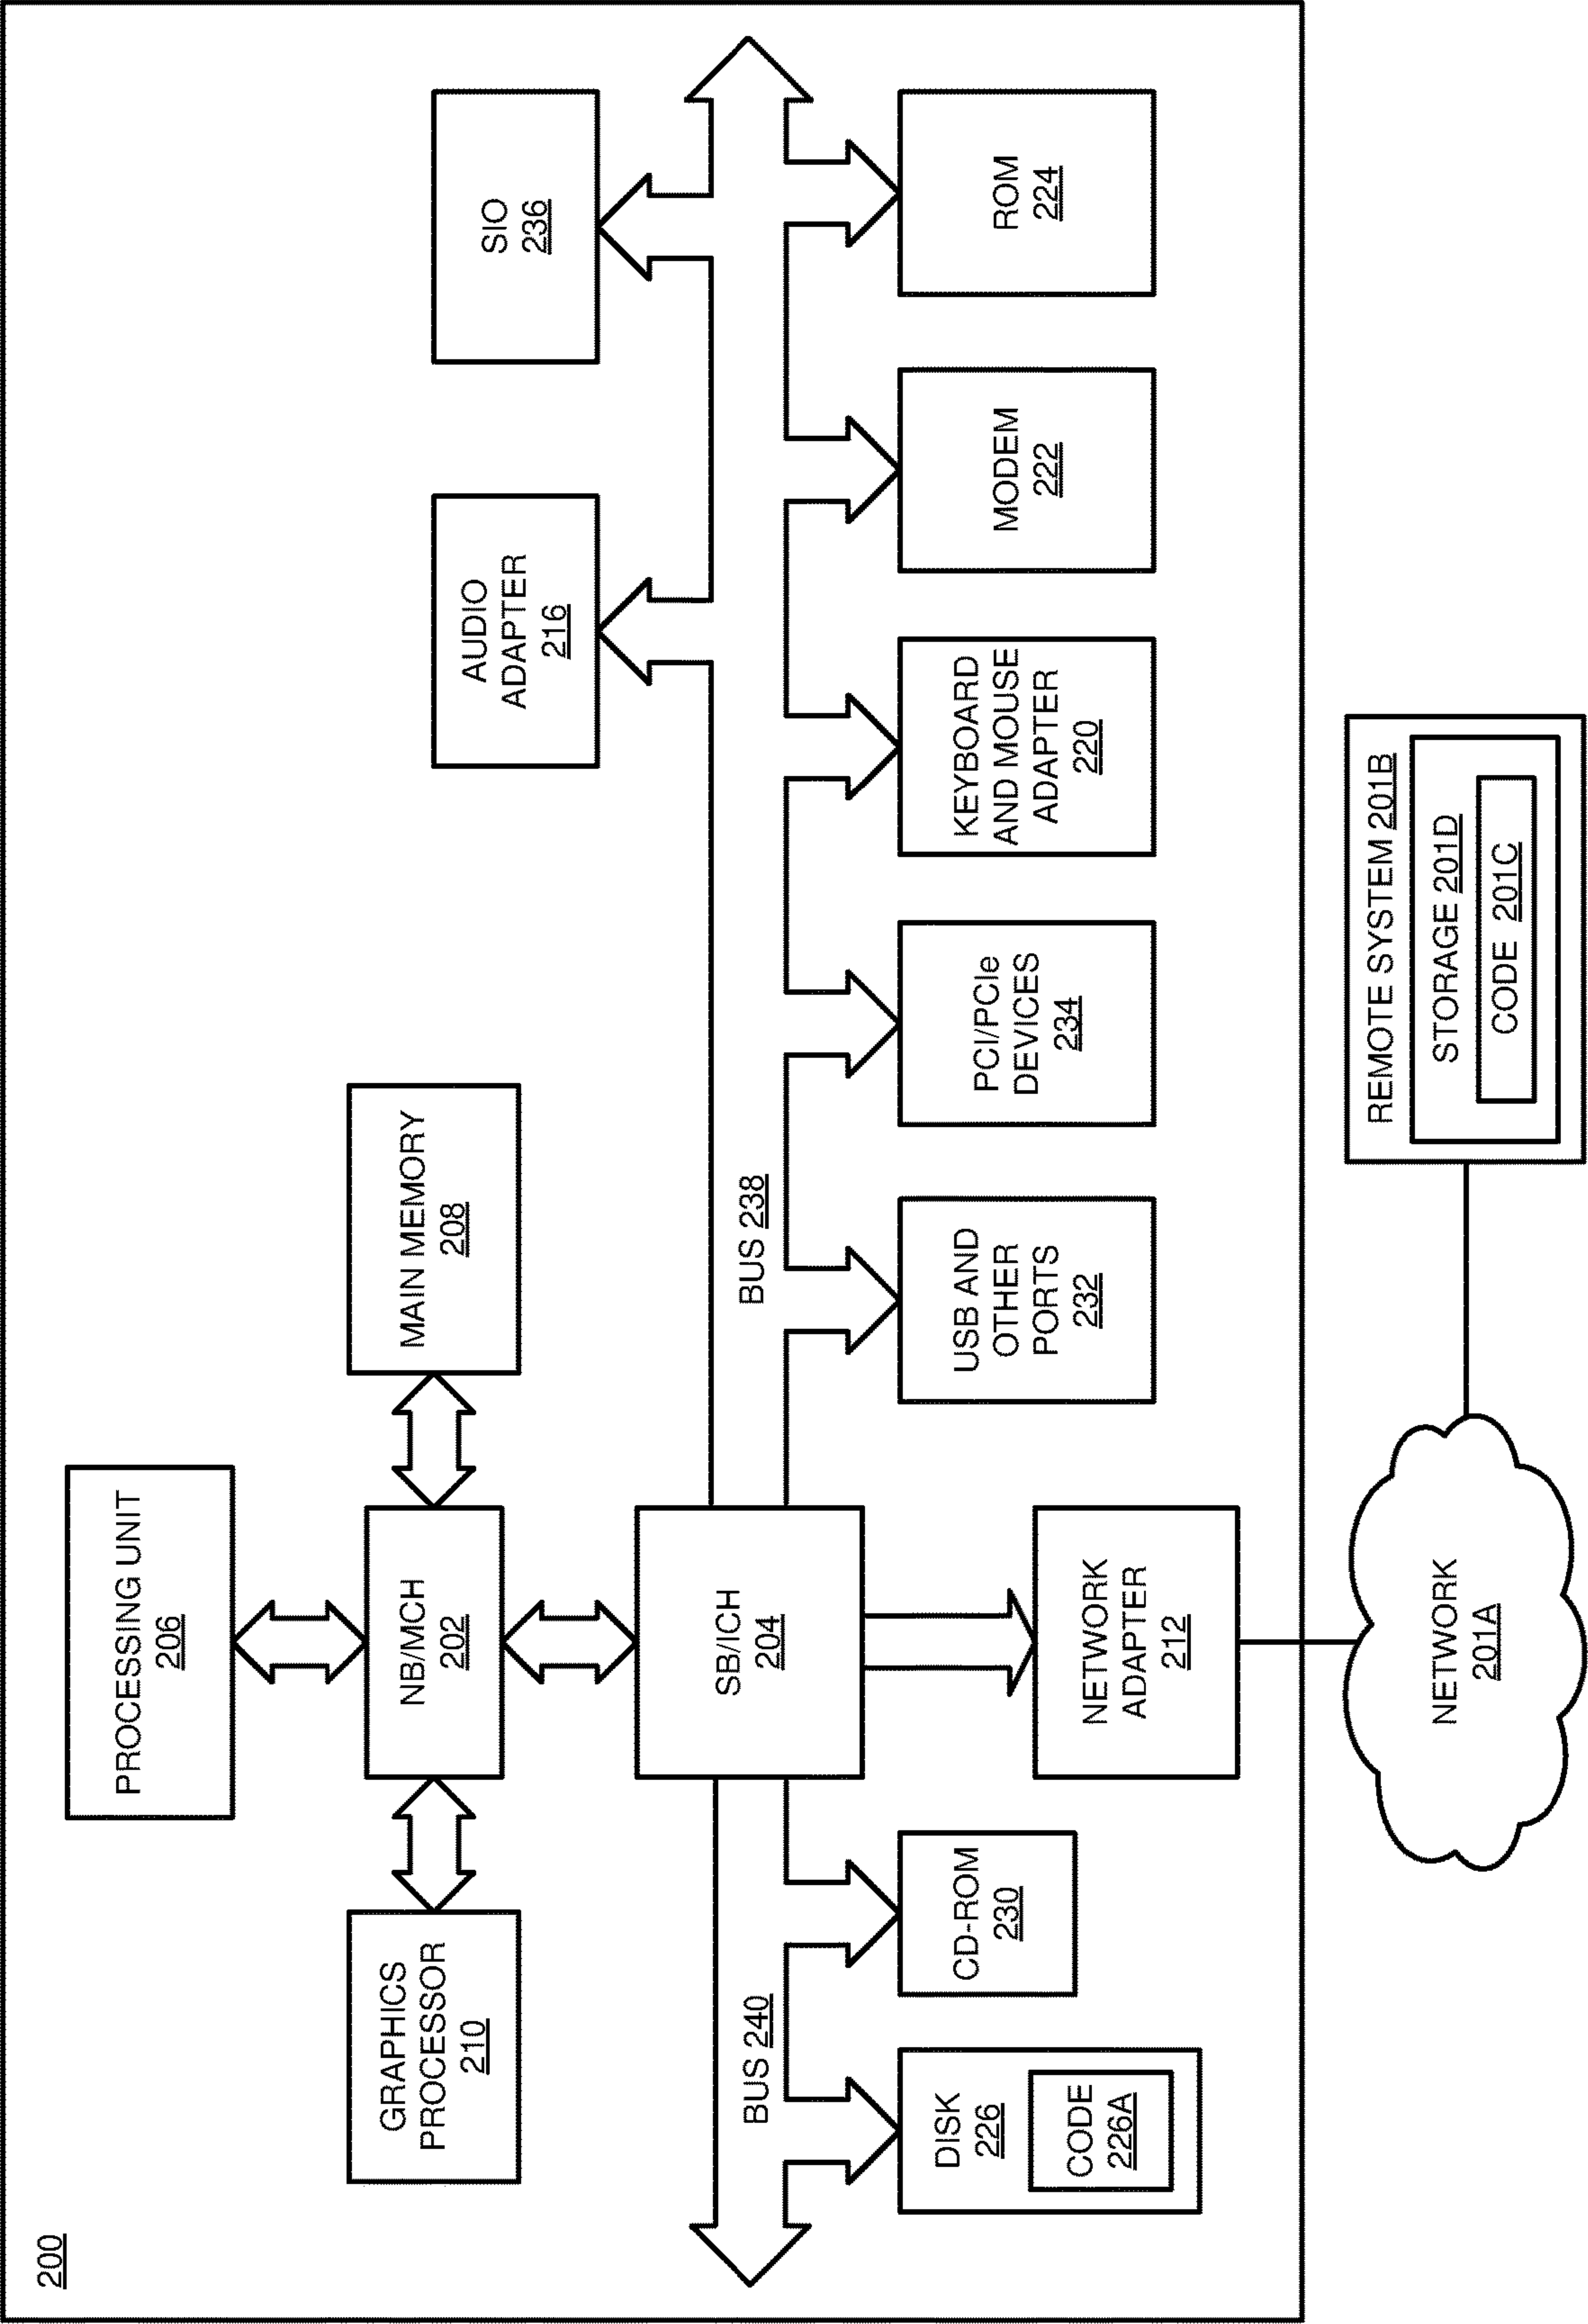 200
PROCESSING UNIT
206
GRAPHICS
PROCESSOR
210
NB/MCH
202
MAIN MEMORY
208
AUDIO
ADAPTER
216
SIO
236
SB/ICH
204
BUS 240
BUS 238
DISK
226
CODE
226A
CD-ROM
230
NETWORK
ADAPTER
212
USB AND
OTHER
PORTS
232
PCI/PCIe
DEVICES
234
KEYBOARD
AND MOUSE
ADAPTER
220
MODEM
222
ROM
224
NETWORK
201A
REMOTE SYSTEM 201B
STORAGE 201D
CODE 201C